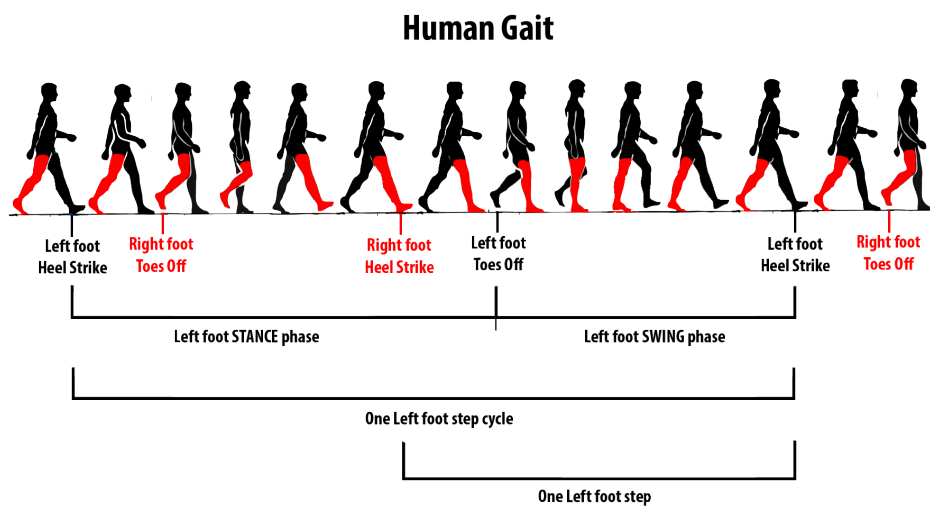 Human Gait
Left foot
Heel Strike
Right foot
Toes Off
Right foot
Heel Strike
Left foot
Toes Off
Left foot
Heel Strike
Right foot
Toes Off
Left foot STANCE phase
Left foot SWING phase
One Left foot step cycle
One Left foot step